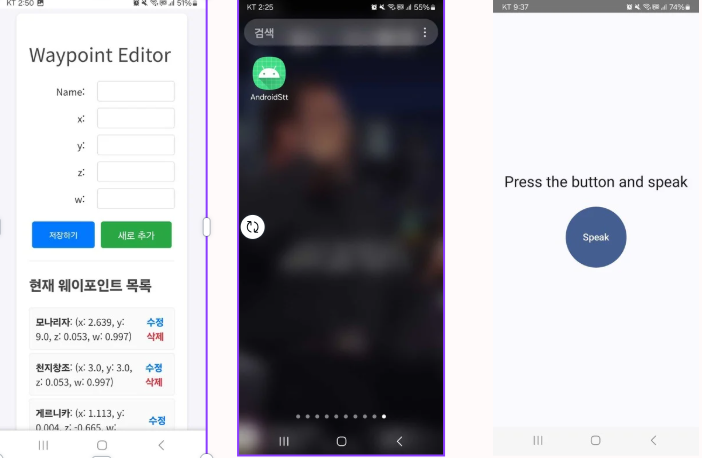 KT 2:50
51%
Waypoint Editor
Name:
x:
y:
z:
w:
저장하기
새로 추가
현재 웨이포인트 목록
모나리자: (x: 2.639, y:
9.0, z: 0.053, w: 0.997)
수정
삭제
천지창조: (x: 3.0, y: 3.0,
z: 0.053, w: 0.997)
수정
삭제
게르니카: (x: 1.113, y:
0.004, z: -0.665, w:
수정
KT 2:25
55%
검색
AndroidStt
KT 9:37
74%
Press the button and speak
Speak